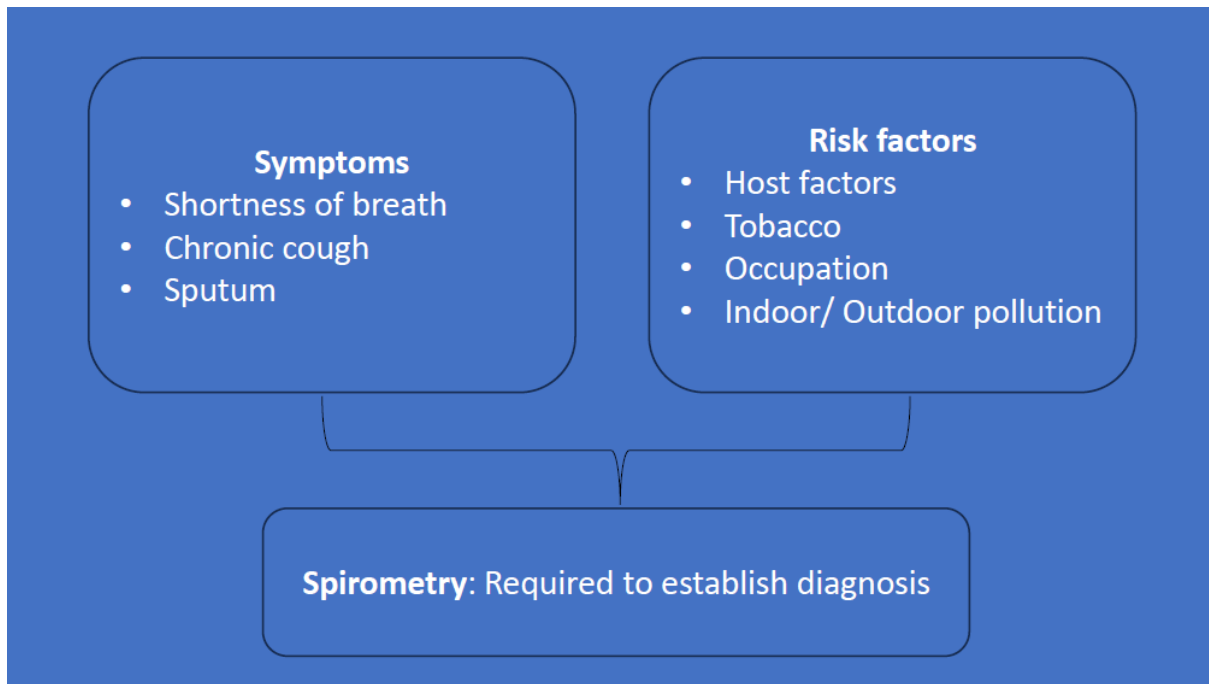 Symptoms
• Shortness of breath
• Chronic cough
• Sputum
Risk factors
• Host factors
• Tobacco
• Occupation
• Indoor/ Outdoor pollution
Spirometry: Required to establish diagnosis